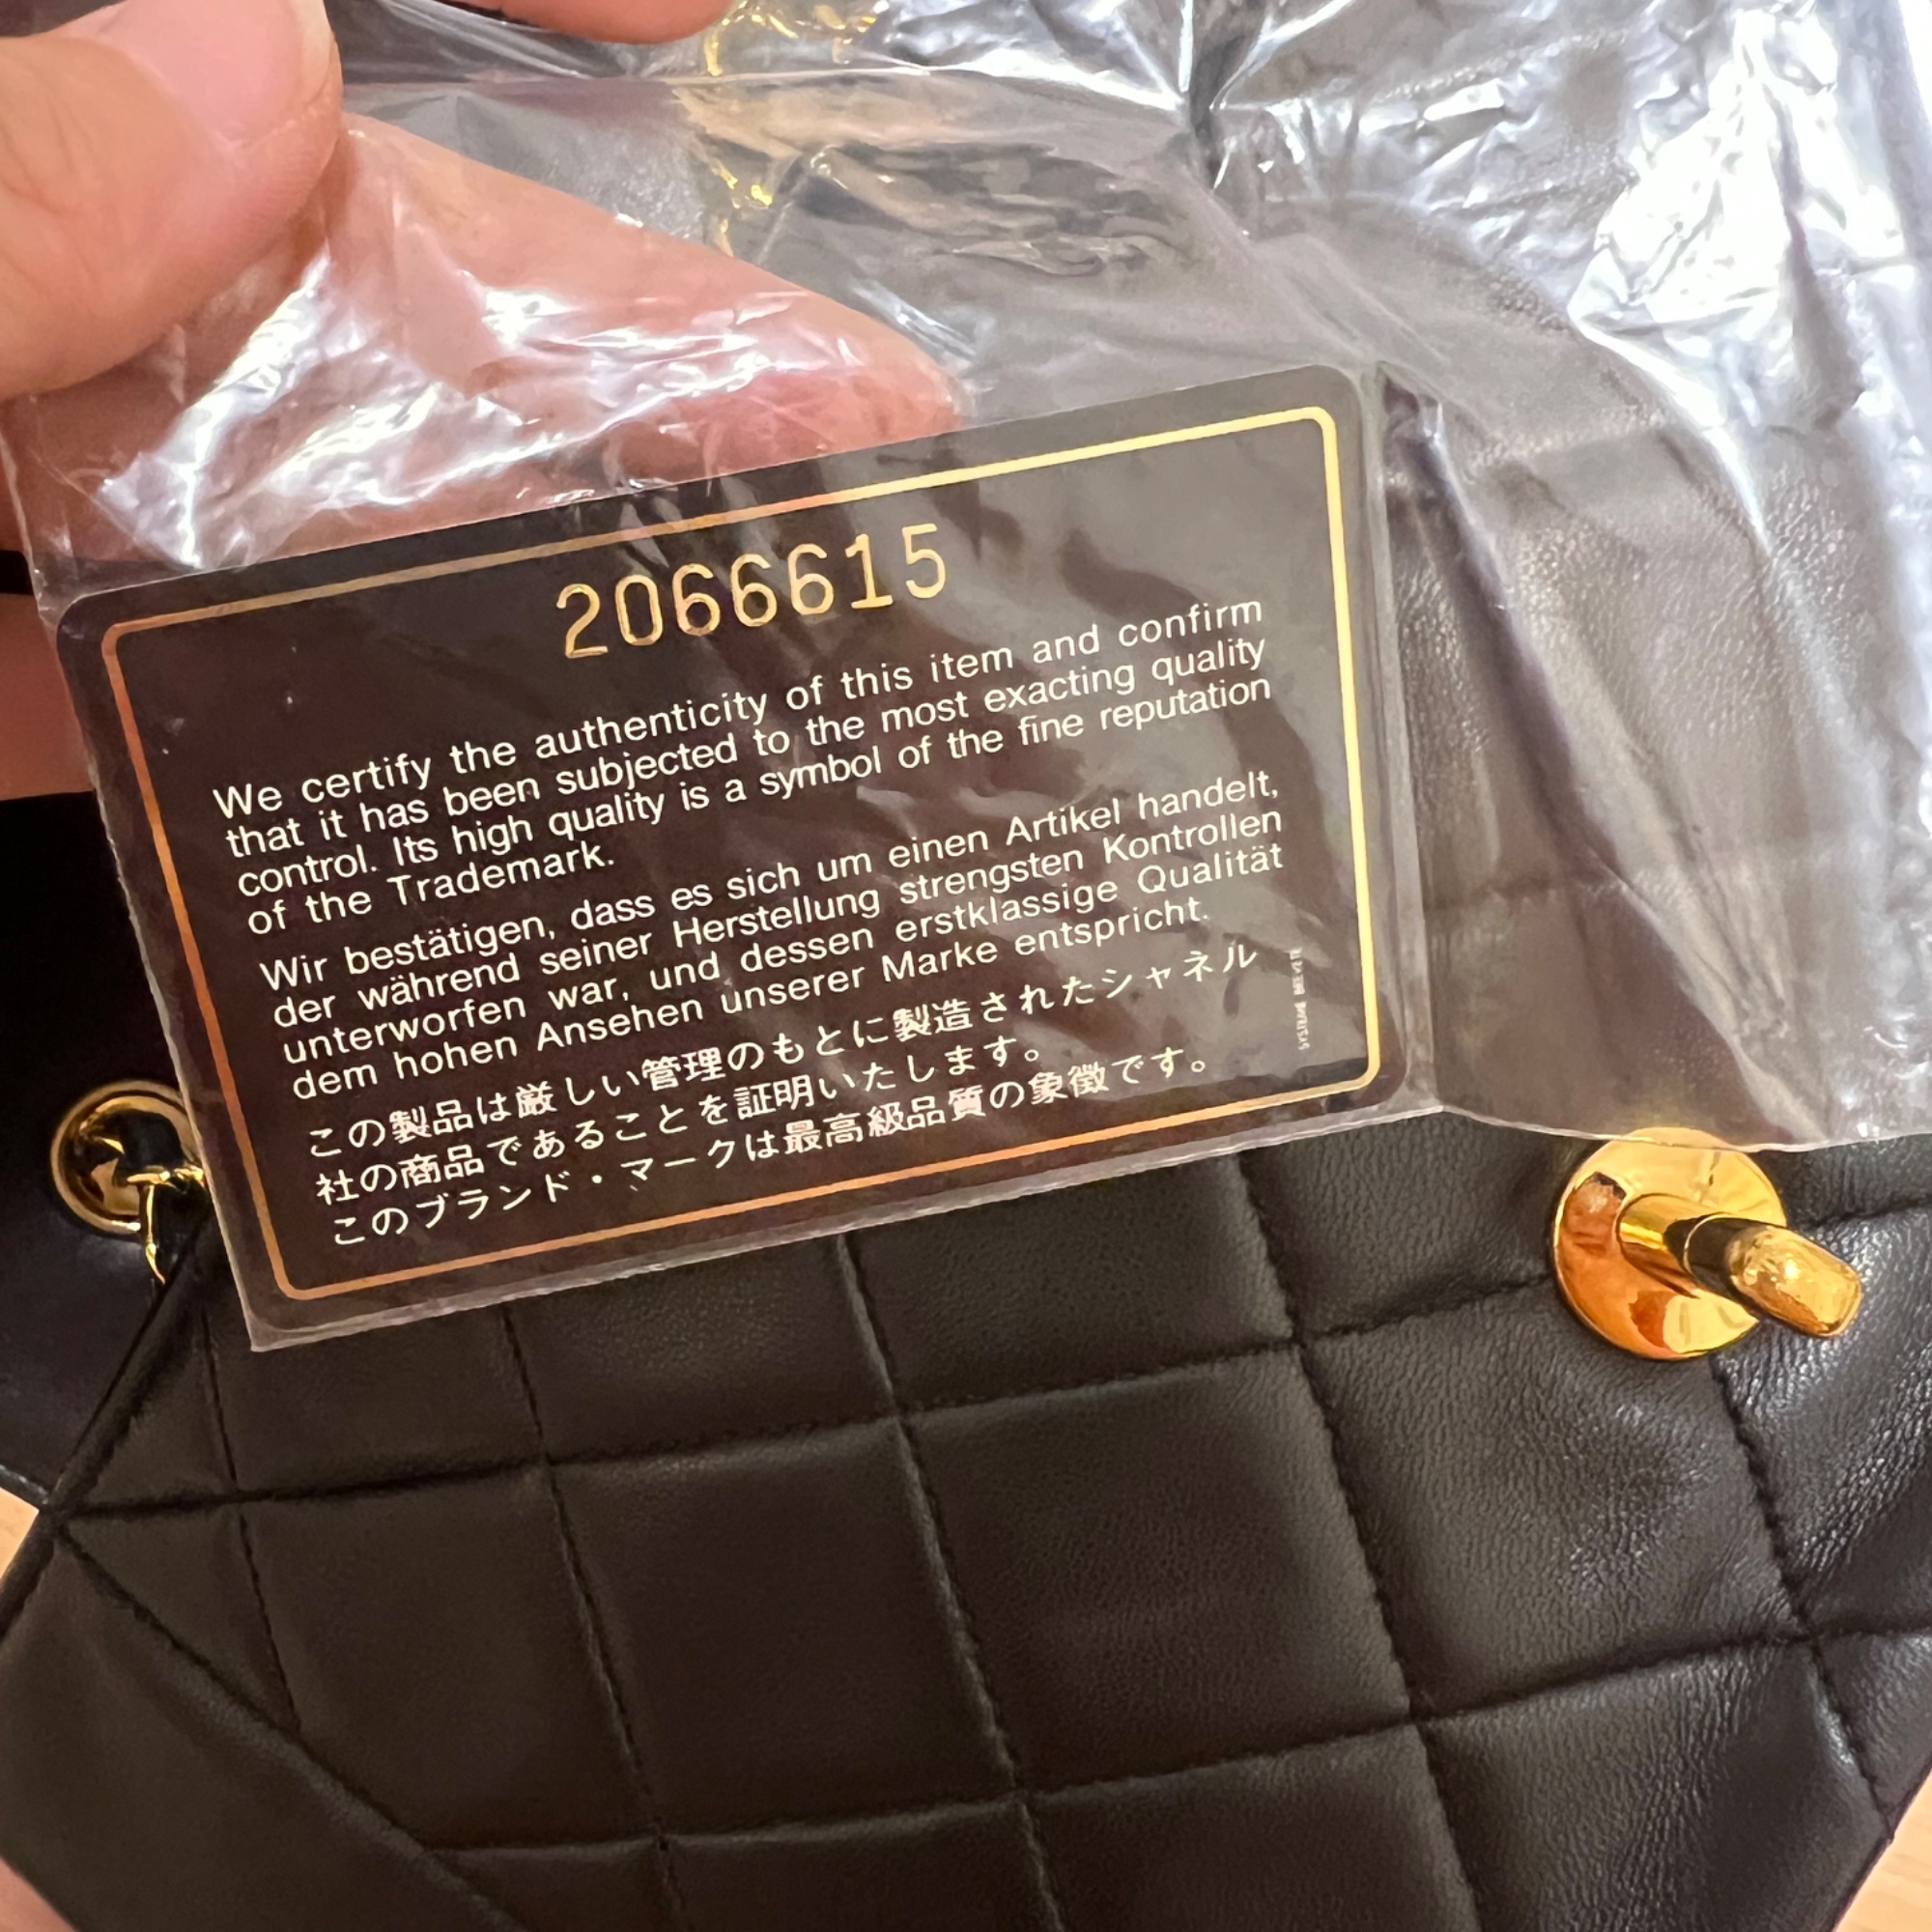 2066615
We certify the authenticity of this item and confirm
that it has been subjected to the most exacting quality
control. Its high quality is a symbol of the fine reputation
of the Trademark.
Wir bestätigen, dass es sich um einen Artikel handelt,
der während seiner Herstellung strengsten Kontrollen
unterworfen war, und dessen erstklassige Qualität
dem hohen Ansehen unserer Marke entspricht.
この製品は厳しい管理のもとに製造されたシャネル
社の商品であることを証明いたします。
このブランド・マークは最高級品質の象徴です。